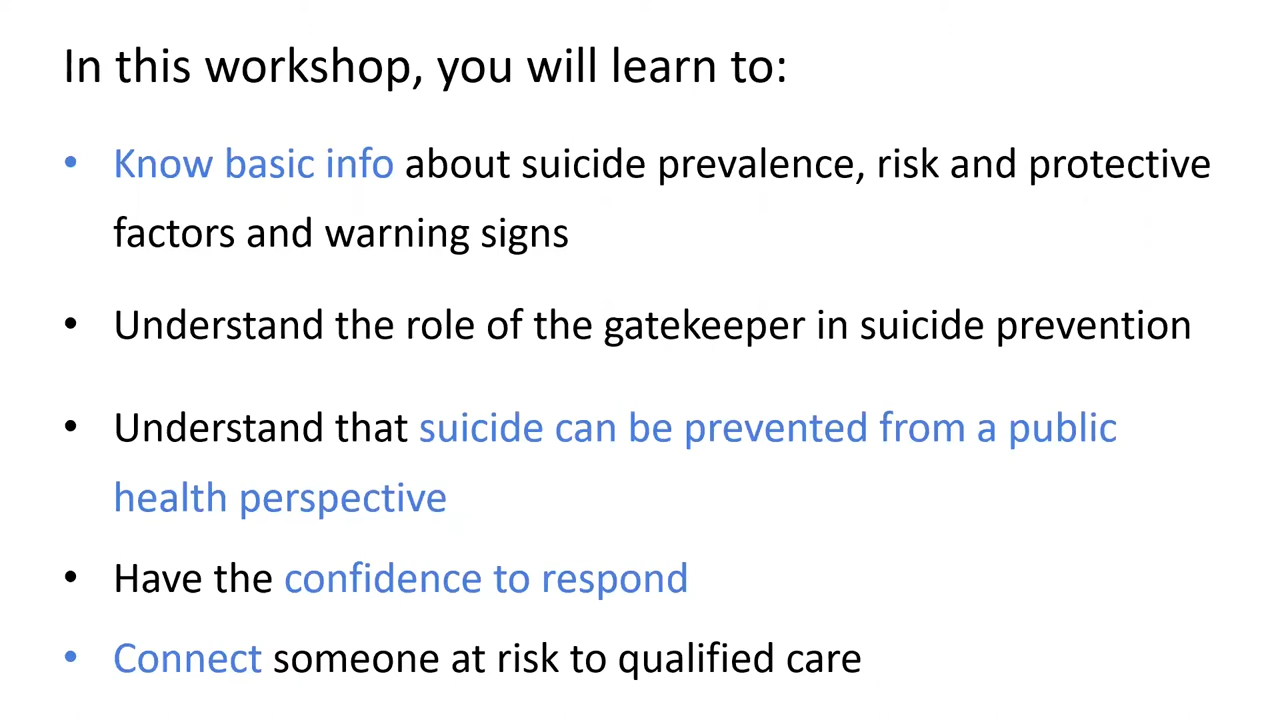 In this workshop, you will learn to:
• Know basic info about suicide prevalence, risk and protective
factors and warning signs
• Understand the role of the gatekeeper in suicide prevention
• Understand that suicide can be prevented from a public
health perspective
• Have the confidence to respond
• Connect someone at risk to qualified care